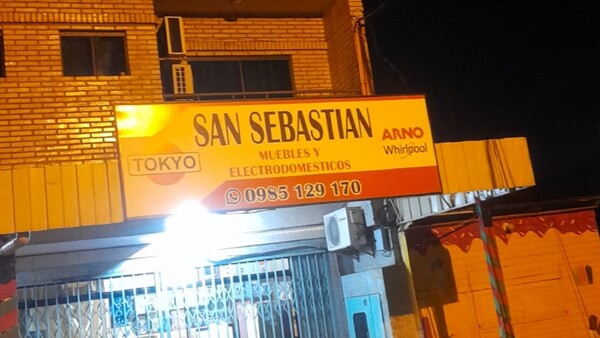 SAN SEBASTIAN
MUEBLES Y
ELECTRODOMESTICOS
0985 129 170
TOKYO
ARNO
Whirlpool